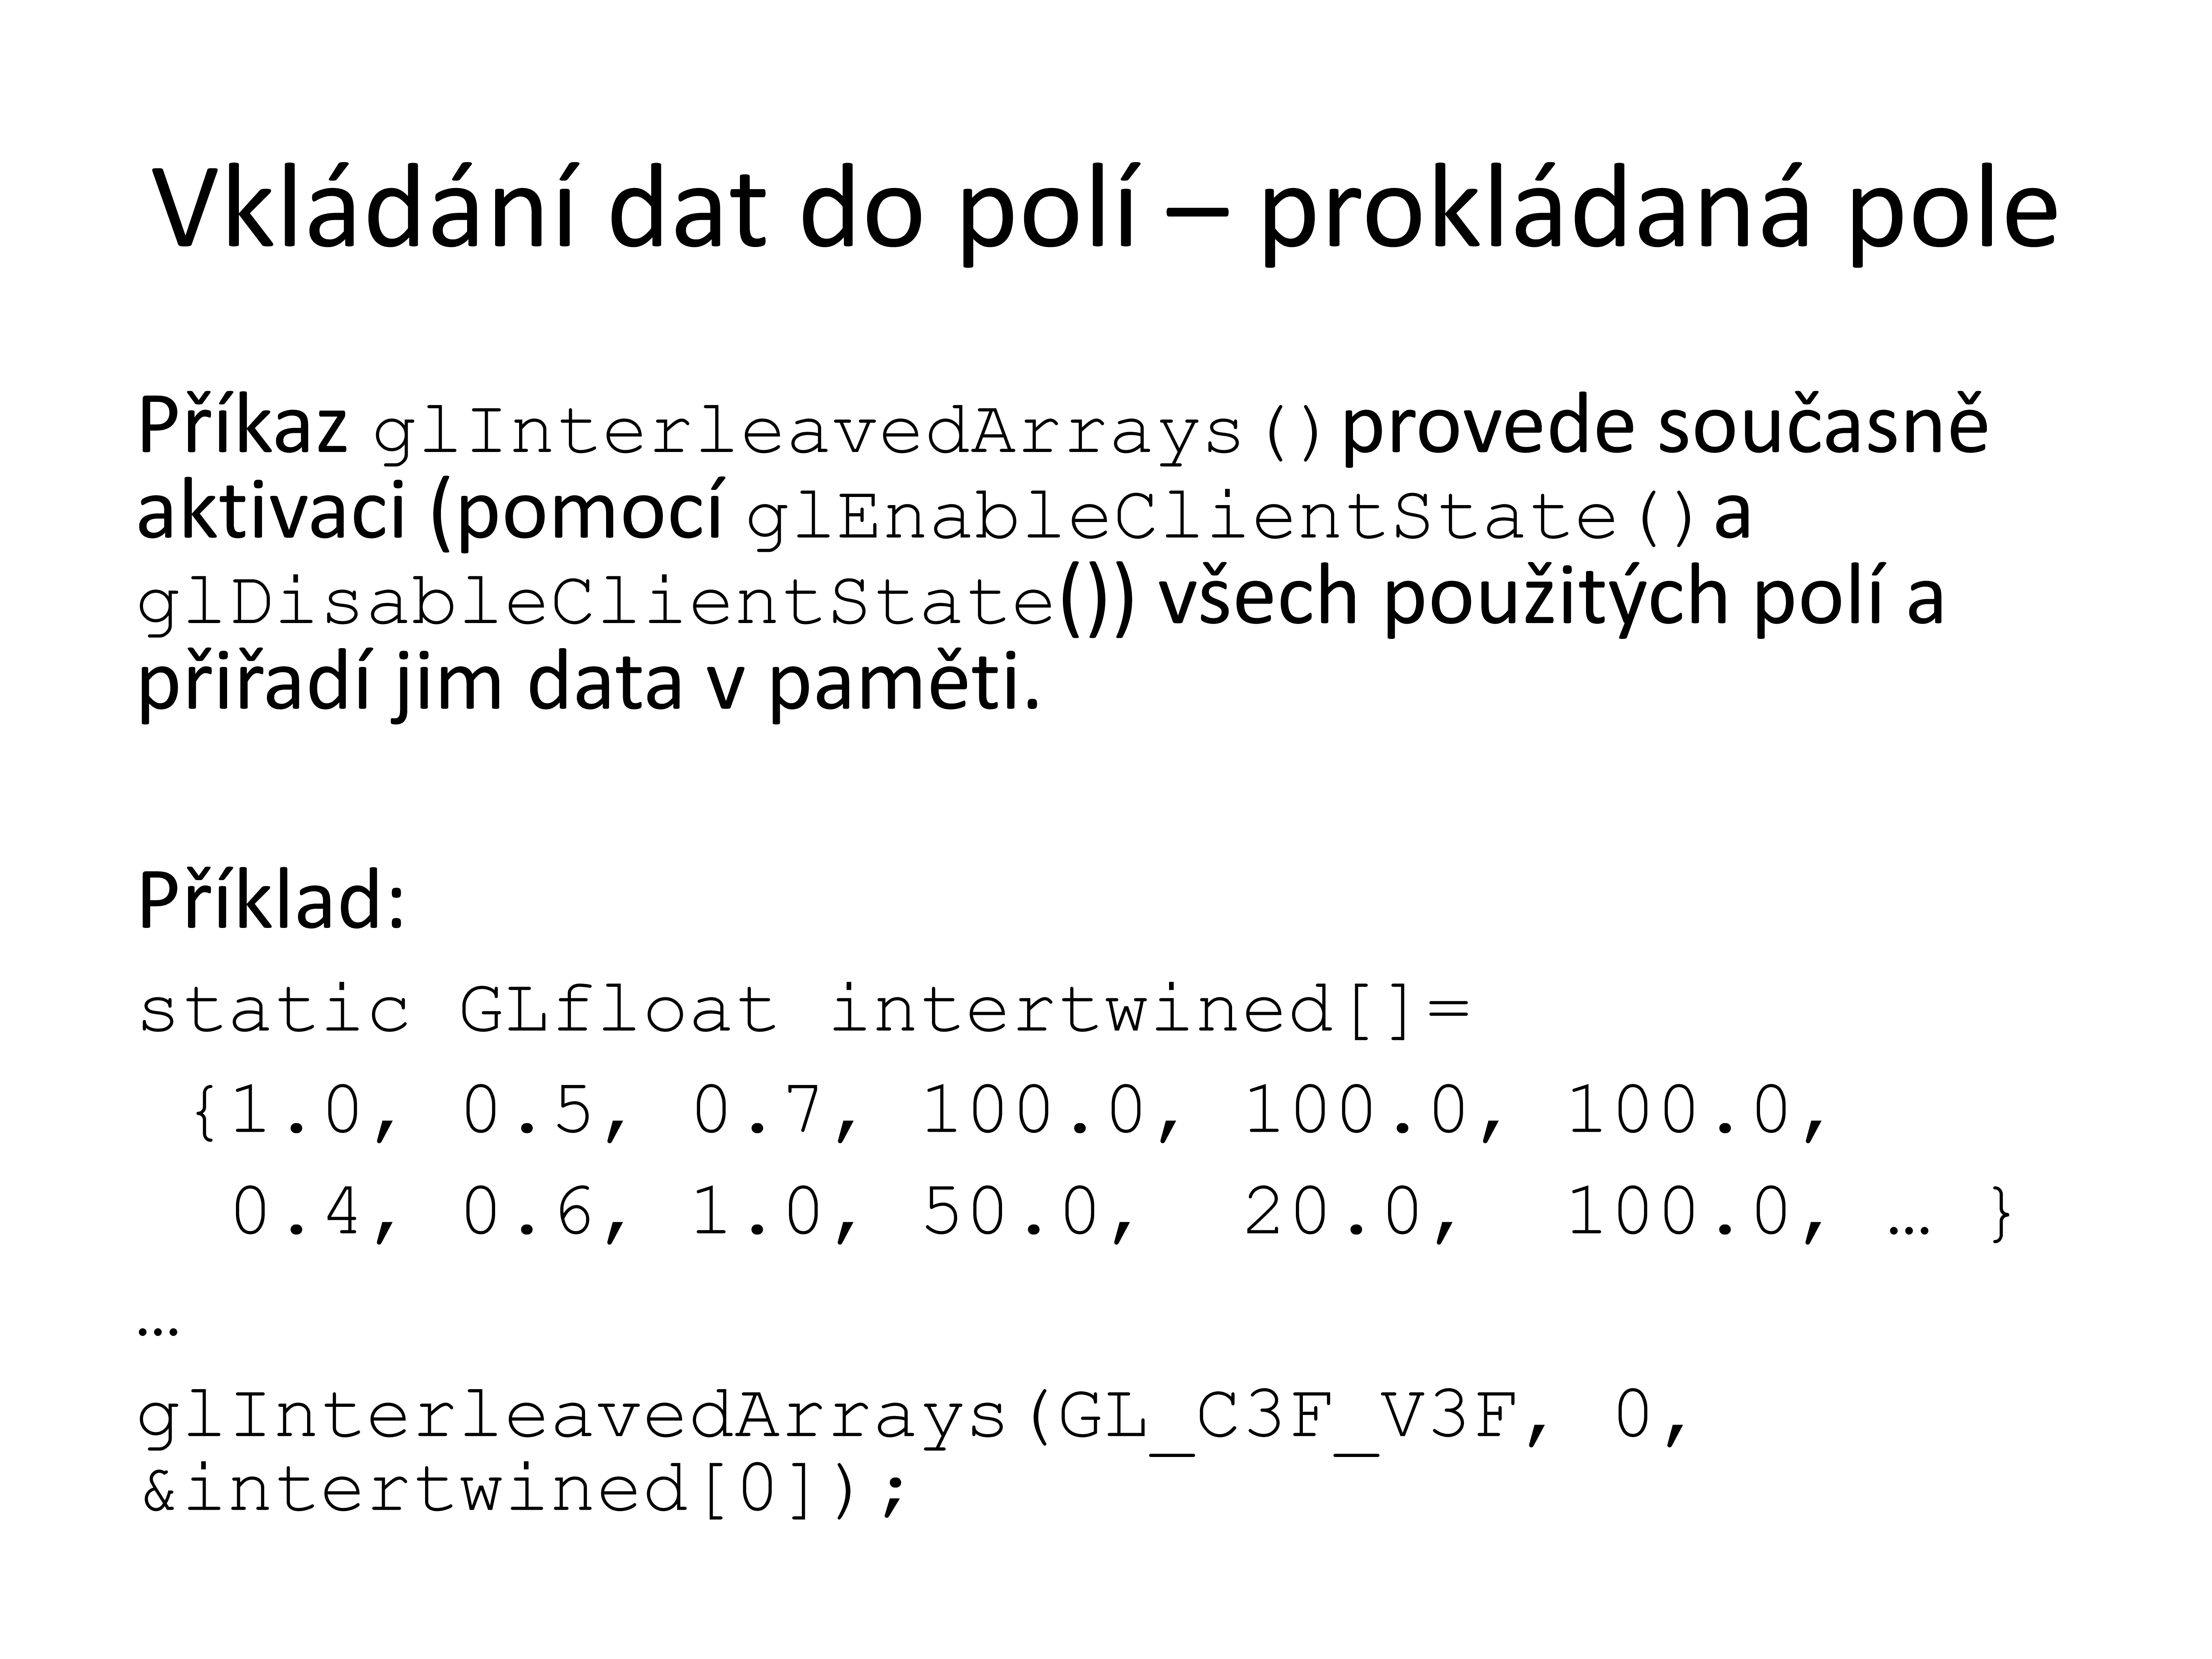 Vkládání dat do polí – prokládaná pole
Příkaz glInterleavedArrays() provede současně
aktivaci (pomocí glEnableClientState() a
glDisableClientState()) všech použitých polí a
přiřadí jim data v paměti.
Příklad:
static GLfloat intertwined[]=
{1.0, 0.5, 0.7, 100.0, 100.0, 100.0,
0.4, 0.6, 1.0, 50.0, 20.0, 100.0, … }
…
glInterleavedArrays(GL_C3F_V3F, 0,
&intertwined[0]);